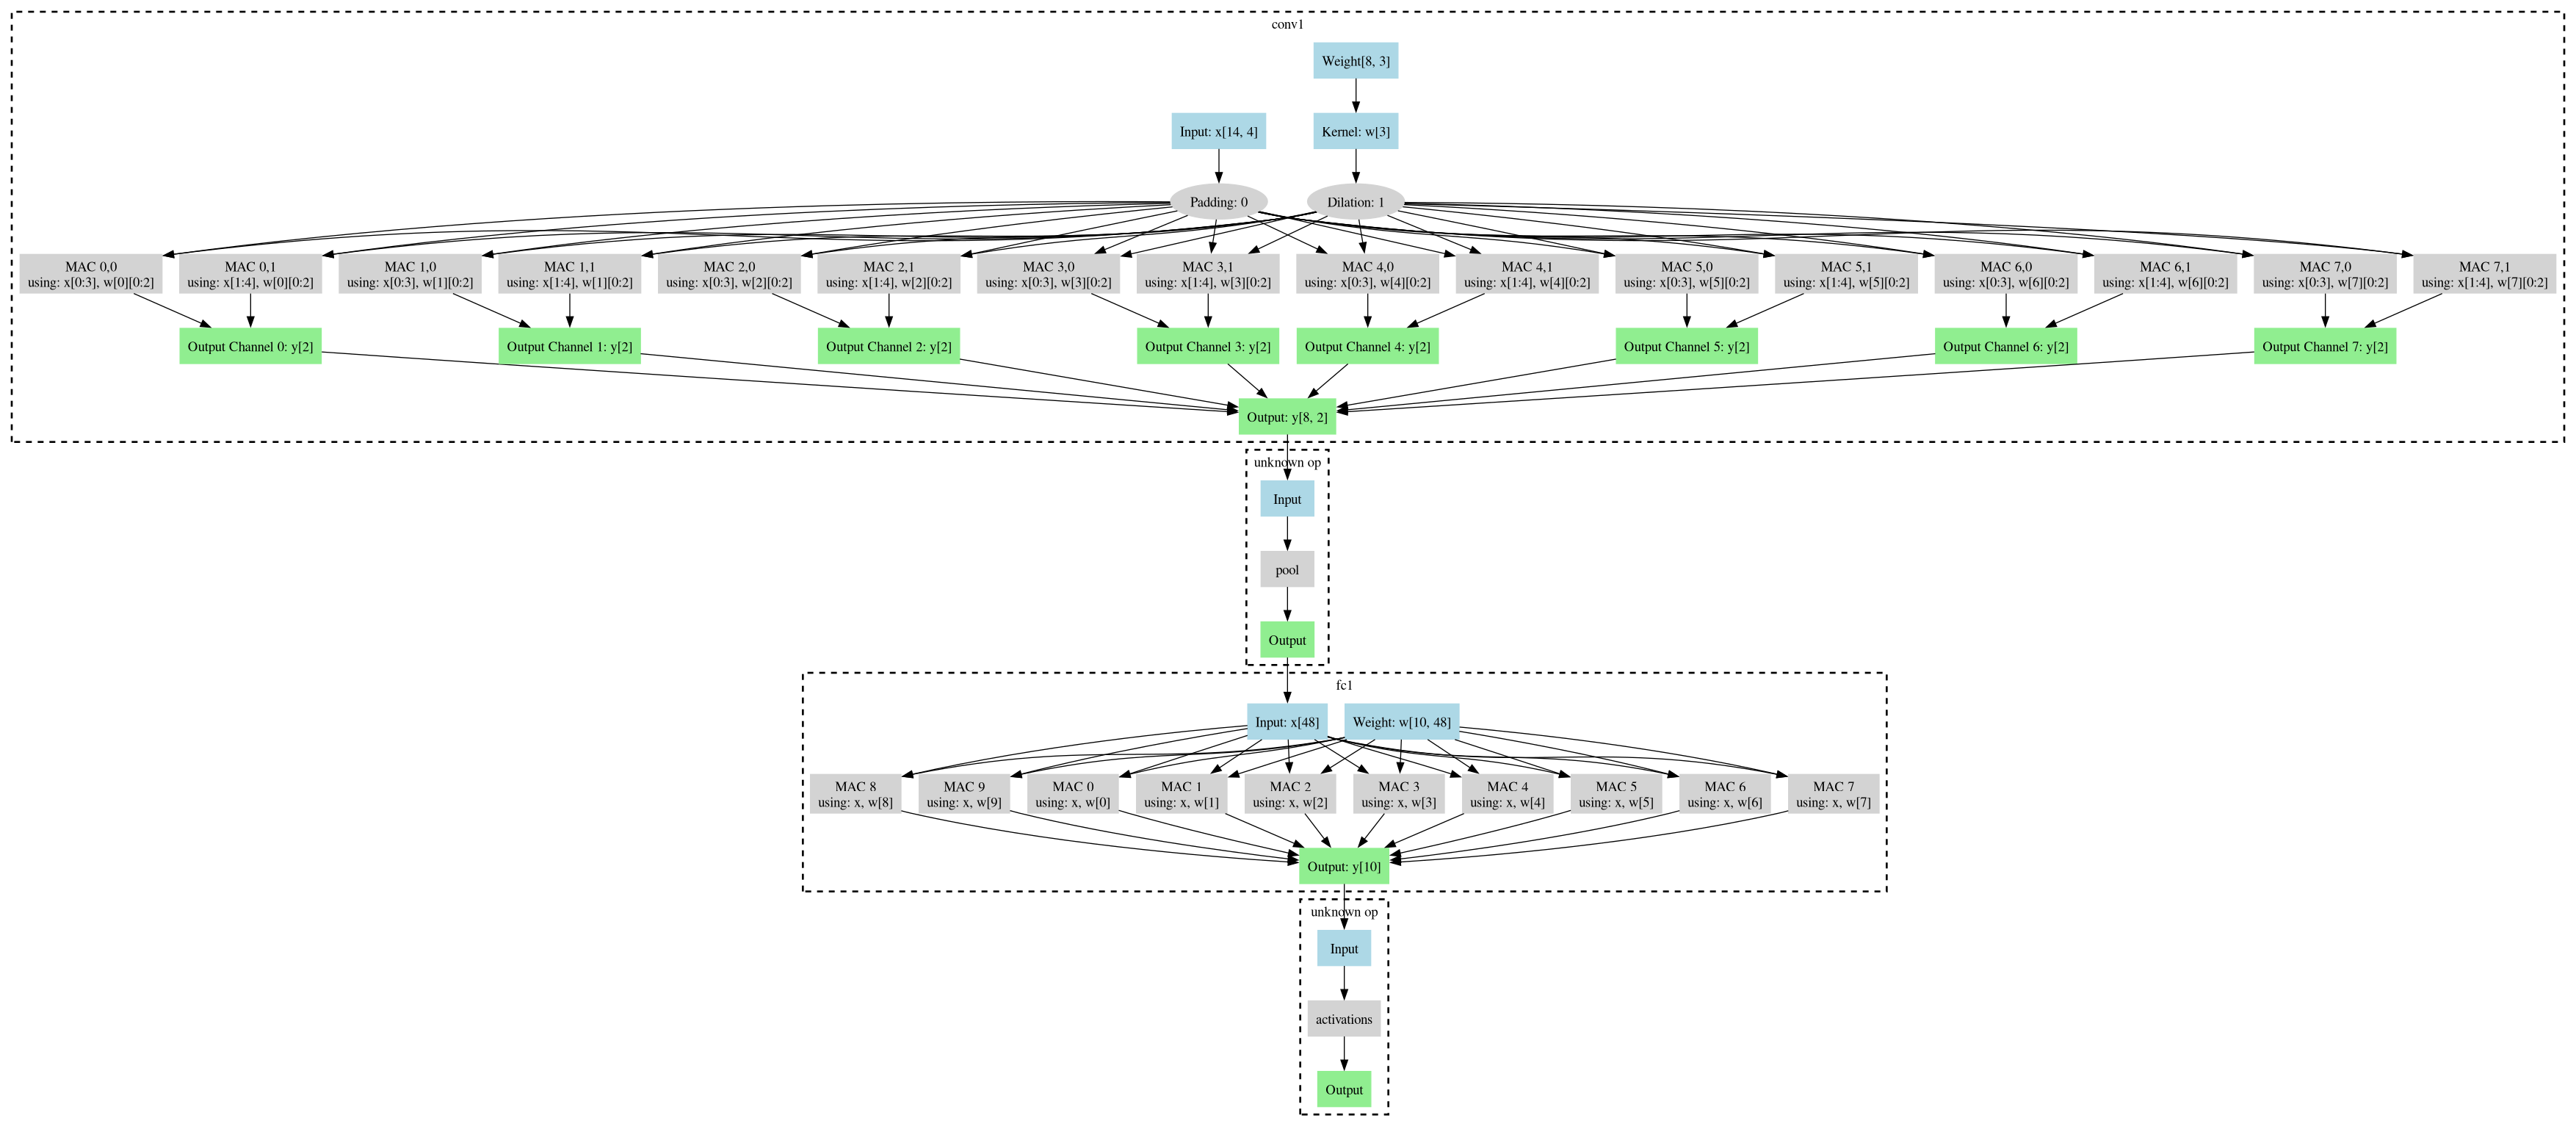 conv1
Weight[8, 3]
Input: x[14, 4]
Kernel: w[3]
Padding: 0
Dilation: 1
MAC 0,0
using: x[0:3], w[0][0:2]
MAC 0,1
using: x[1:4], w[0][0:2]
MAC 1,0
using: x[0:3], w[1][0:2]
MAC 1,1
using: x[1:4], w[1][0:2]
MAC 2,0
using: x[0:3], w[2][0:2]
MAC 2,1
using: x[1:4], w[2][0:2]
MAC 3,0
using: x[0:3], w[3][0:2]
MAC 3,1
using: x[1:4], w[3][0:2]
MAC 4,0
using: x[0:3], w[4][0:2]
MAC 4,1
using: x[1:4], w[4][0:2]
MAC 5,0
using: x[0:3], w[5][0:2]
MAC 5,1
using: x[1:4], w[5][0:2]
MAC 6,0
using: x[0:3], w[6][0:2]
MAC 6,1
using: x[1:4], w[6][0:2]
MAC 7,0
using: x[0:3], w[7][0:2]
MAC 7,1
using: x[1:4], w[7][0:2]
Output Channel 0: y[2]
Output Channel 1: y[2]
Output Channel 2: y[2]
Output Channel 3: y[2]
Output Channel 4: y[2]
Output Channel 5: y[2]
Output Channel 6: y[2]
Output Channel 7: y[2]
Output: y[8, 2]
unknown op
Input
pool
Output
fc1
Input: x[48]
Weight: w[10, 48]
MAC 8
using: x, w[8]
MAC 9
using: x, w[9]
MAC 0
using: x, w[0]
MAC 1
using: x, w[1]
MAC 2
using: x, w[2]
MAC 3
using: x, w[3]
MAC 4
using: x, w[4]
MAC 5
using: x, w[5]
MAC 6
using: x, w[6]
MAC 7
using: x, w[7]
Output: y[10]
unknown op
Input
activations
Output